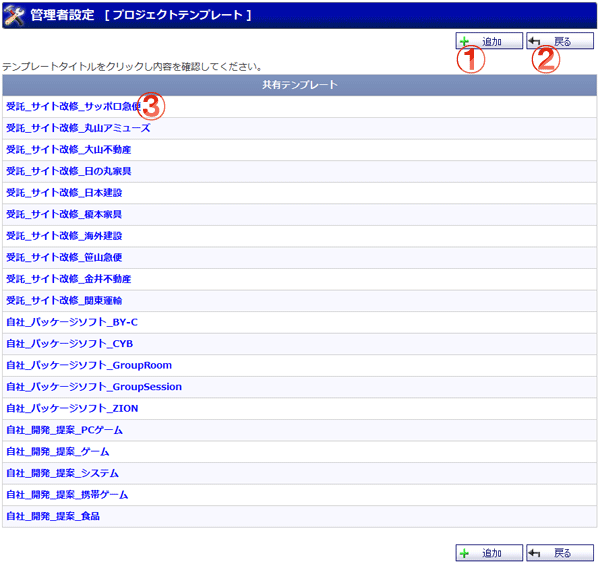 管理者設定 [ プロジェクトテンプレート ]
追加 戻る
① ②
テンプレートタイトルをクリックし内容を確認してください。
共有テンプレート
受託_サイト改修_サッポロ急便 ③
受託_サイト改修_丸山アミューズ
受託_サイト改修_大山不動産
受託_サイト改修_日の丸家具
受託_サイト改修_日本建設
受託_サイト改修_榎本家具
受託_サイト改修_海外建設
受託_サイト改修_笹山急便
受託_サイト改修_金井不動産
受託_サイト改修_関東運輸
自社_パッケージソフト_BY-C
自社_パッケージソフト_CYB
自社_パッケージソフト_GroupRoom
自社_パッケージソフト_GroupSession
自社_パッケージソフト_ZION
自社_開発_提案_PCゲーム
自社_開発_提案_ゲーム
自社_開発_提案_システム
自社_開発_提案_携帯ゲーム
自社_開発_提案_食品
追加 戻る